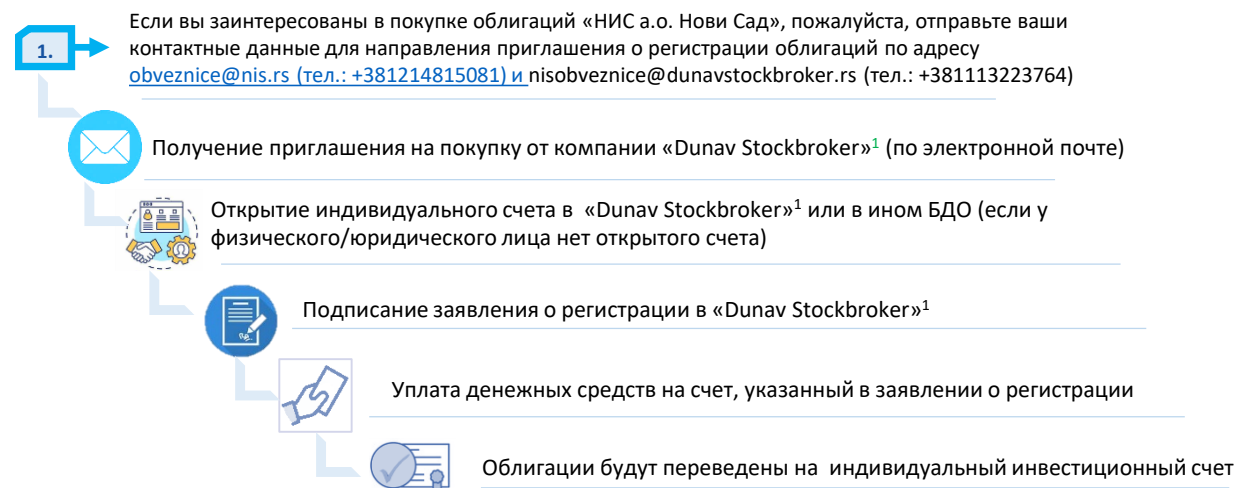 Если вы заинтересованы в покупке облигаций «НИС а.о. Нови Сад», пожалуйста, отправьте ваши
1. контактные данные для направления приглашения о регистрации облигаций по адресу
obveznice@nis.rs (тел.: +381214815081) и nisobveznice@dunavstockbroker.rs (тел.: +381113223764)
Получение приглашения на покупку от компании «Dunav Stockbroker»¹ (по электронной почте)
Открытие индивидуального счета в «Dunav Stockbroker»¹ или в ином БДО (если у
физического/юридического лица нет открытого счета)
Подписание заявления о регистрации в «Dunav Stockbroker»¹
Уплата денежных средств на счет, указанный в заявлении о регистрации
Облигации будут переведены на индивидуальный инвестиционный счет